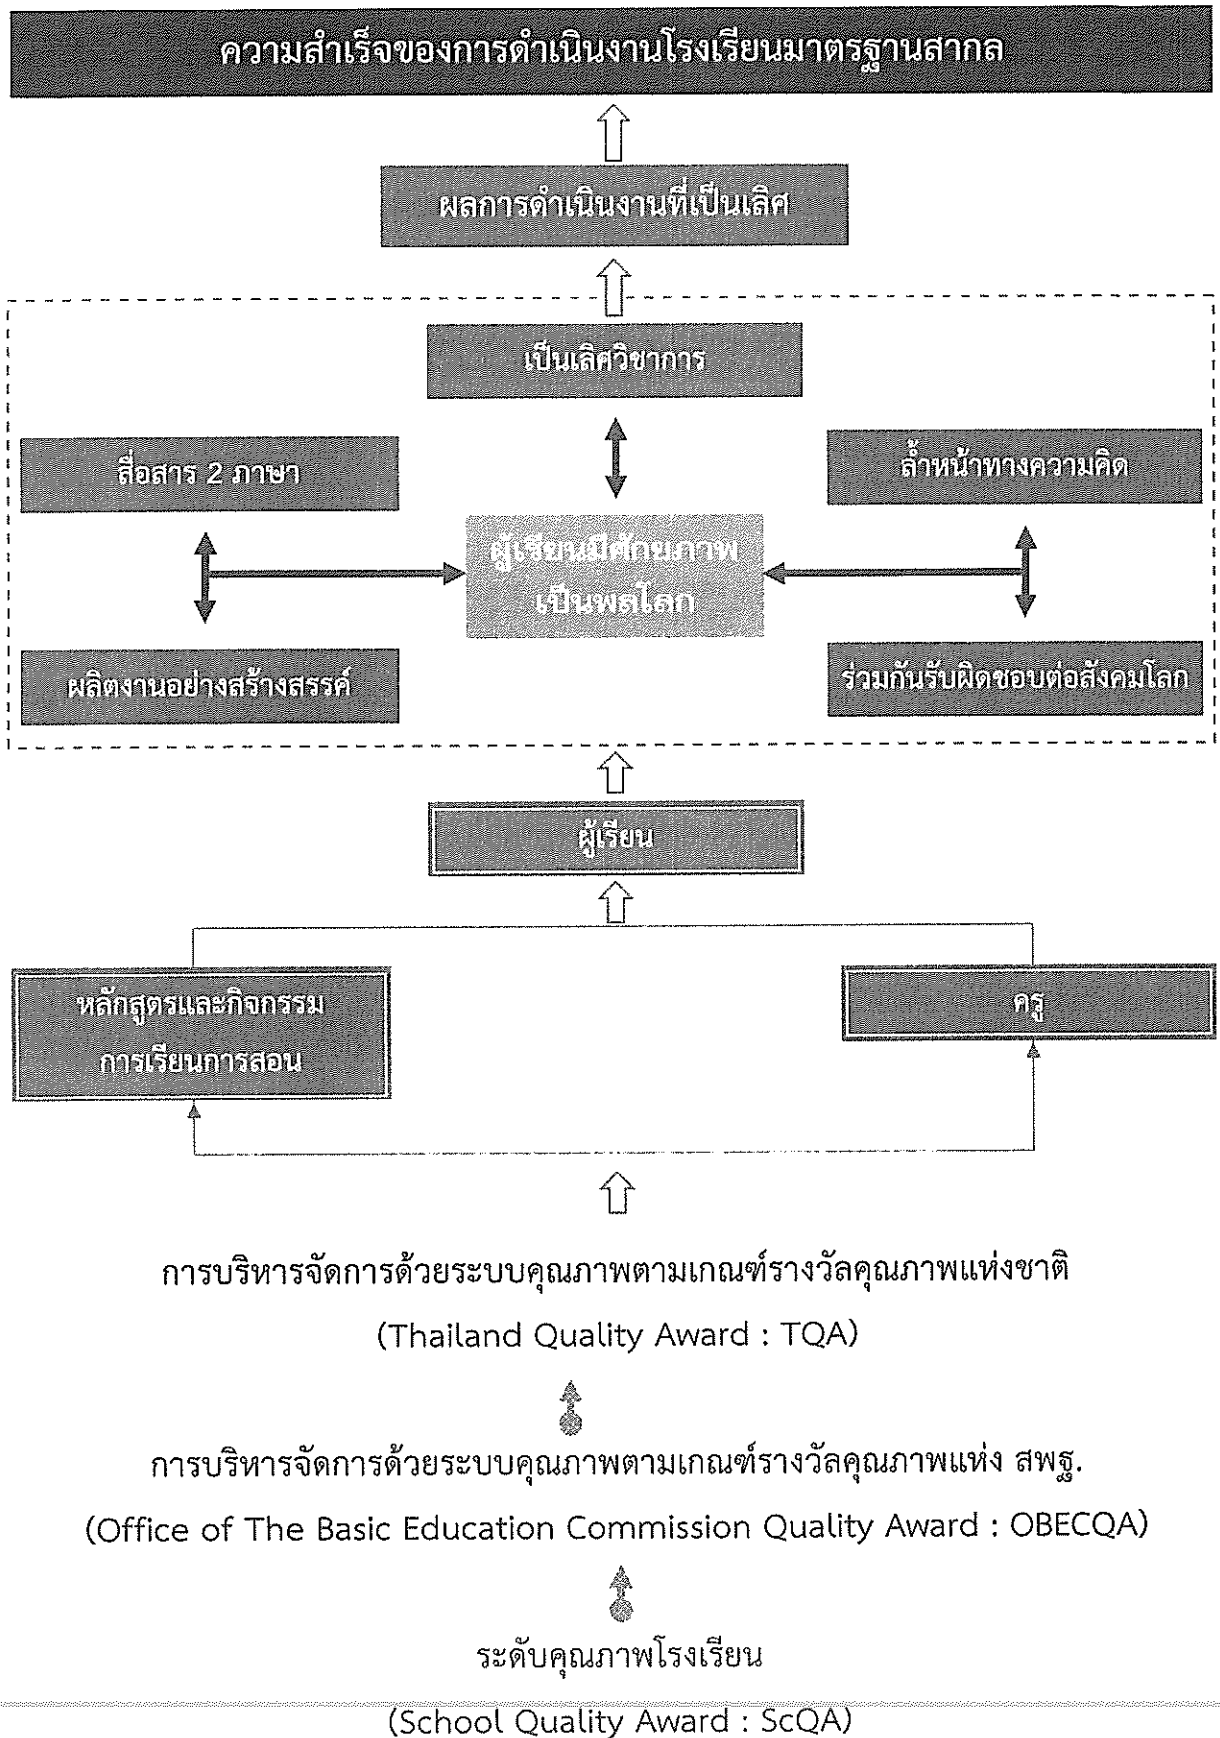 ความสำเร็จของการดำเนินงานโรงเรียนมาตรฐานสากล
ผลการดำเนินงานที่เป็นเลิศ
เป็นเลิศวิชาการ
สื่อสาร 2 ภาษา
ล้ำหน้าทางความคิด
ผู้เรียนมีศักยภาพ
เป็นพลโลก
ผลิตงานอย่างสร้างสรรค์
ร่วมกันรับผิดชอบต่อสังคมโลก
ผู้เรียน
หลักสูตรและกิจกรรม
การเรียนการสอน
ครู
การบริหารจัดการด้วยระบบคุณภาพตามเกณฑ์รางวัลคุณภาพแห่งชาติ
(Thailand Quality Award : TQA)
การบริหารจัดการด้วยระบบคุณภาพตามเกณฑ์รางวัลคุณภาพแห่ง สพฐ.
(Office of The Basic Education Commission Quality Award : OBECQA)
ระดับคุณภาพโรงเรียน
(School Quality Award : ScQA)